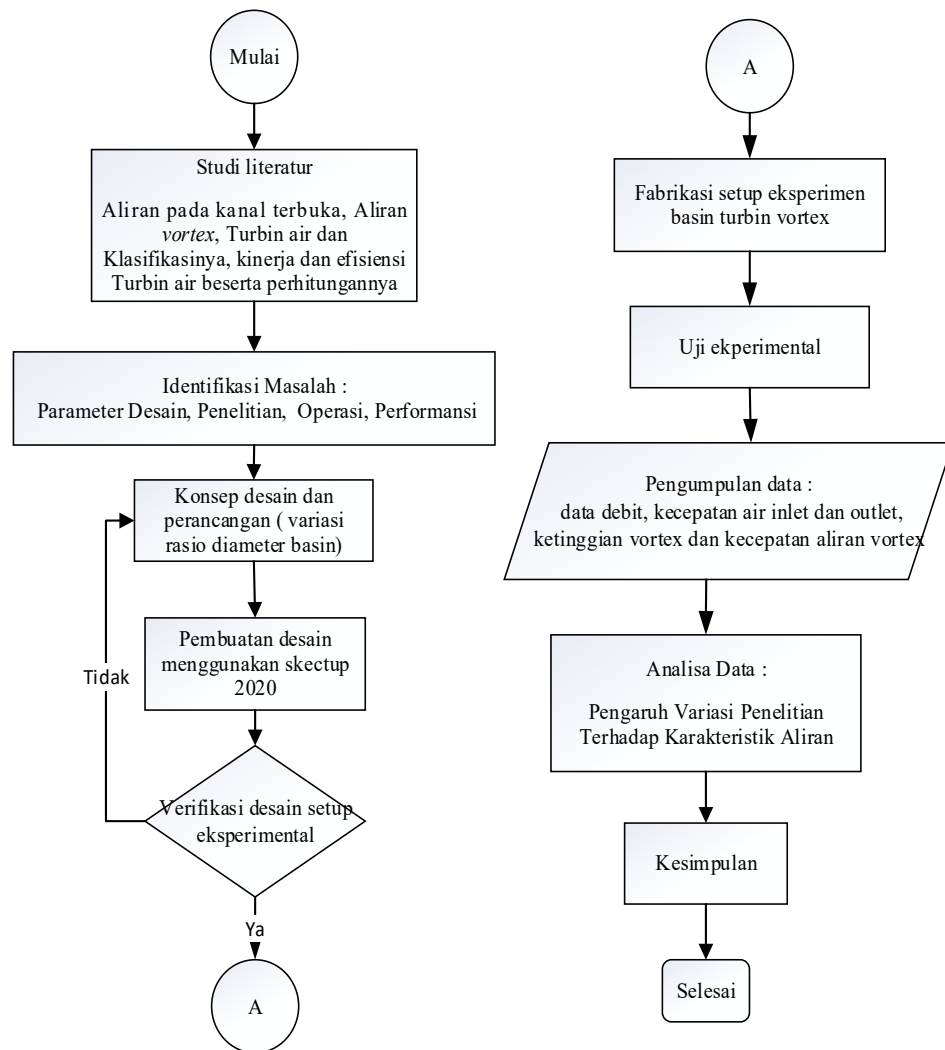 Mulai
Studi literatur
Aliran pada kanal terbuka, Aliran
vortex, Turbin air dan
Klasifikasinya, kinerja dan efisiensi
Turbin air beserta perhitungannya
Identifikasi Masalah :
Parameter Desain, Penelitian, Operasi, Performansi
Konsep desain dan
perancangan ( variasi
rasio diameter basin)
Pembuatan desain
menggunakan skectup
2020
Tidak
Verifikasi desain setup
eksperimental
Ya
A
A
Fabrikasi setup eksperimen
basin turbin vortex
Uji ekperimental
Pengumpulan data :
data debit, kecepatan air inlet dan outlet,
ketinggian vortex dan kecepatan aliran vortex
Analisa Data :
Pengaruh Variasi Penelitian
Terhadap Karakteristik Aliran
Kesimpulan
Selesai